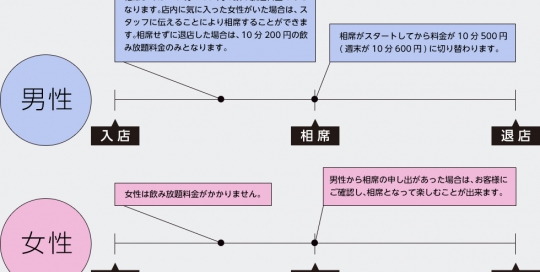 なります。店内に気に入った女性がいた場合は、ス
タッフに伝えることにより相席することができま
す。相席せずに退店した場合は、10 分 200 円の飲
み放題料金のみとなります。
相席がスタートしてから料金が 10 分 500 円
( 週末が 10 分 600 円 ) に切り替わります。
男性
入店
相席
退店
男性から相席の申し出があった場合は、お客様に
ご確認し、相席となって楽しむことが出来ます。
女性は飲み放題料金がかかりません。
女性